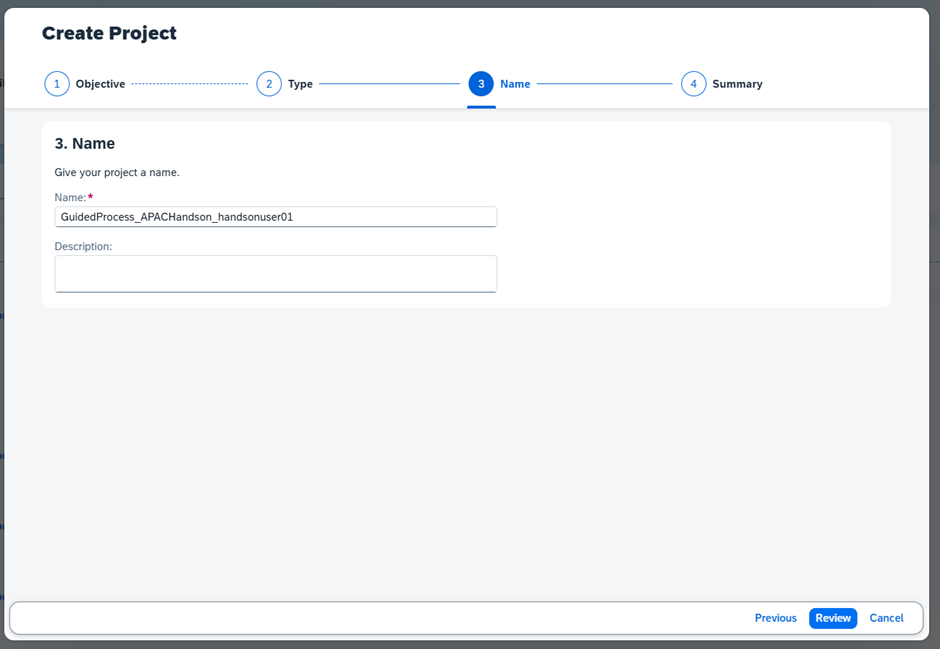 Create Project
1 Objective 2 Type 3 Name 4 Summary
3. Name
Give your project a name.
Name:*
GuidedProcess_APACHandson_handsonuser01
Description:
Previous Review Cancel